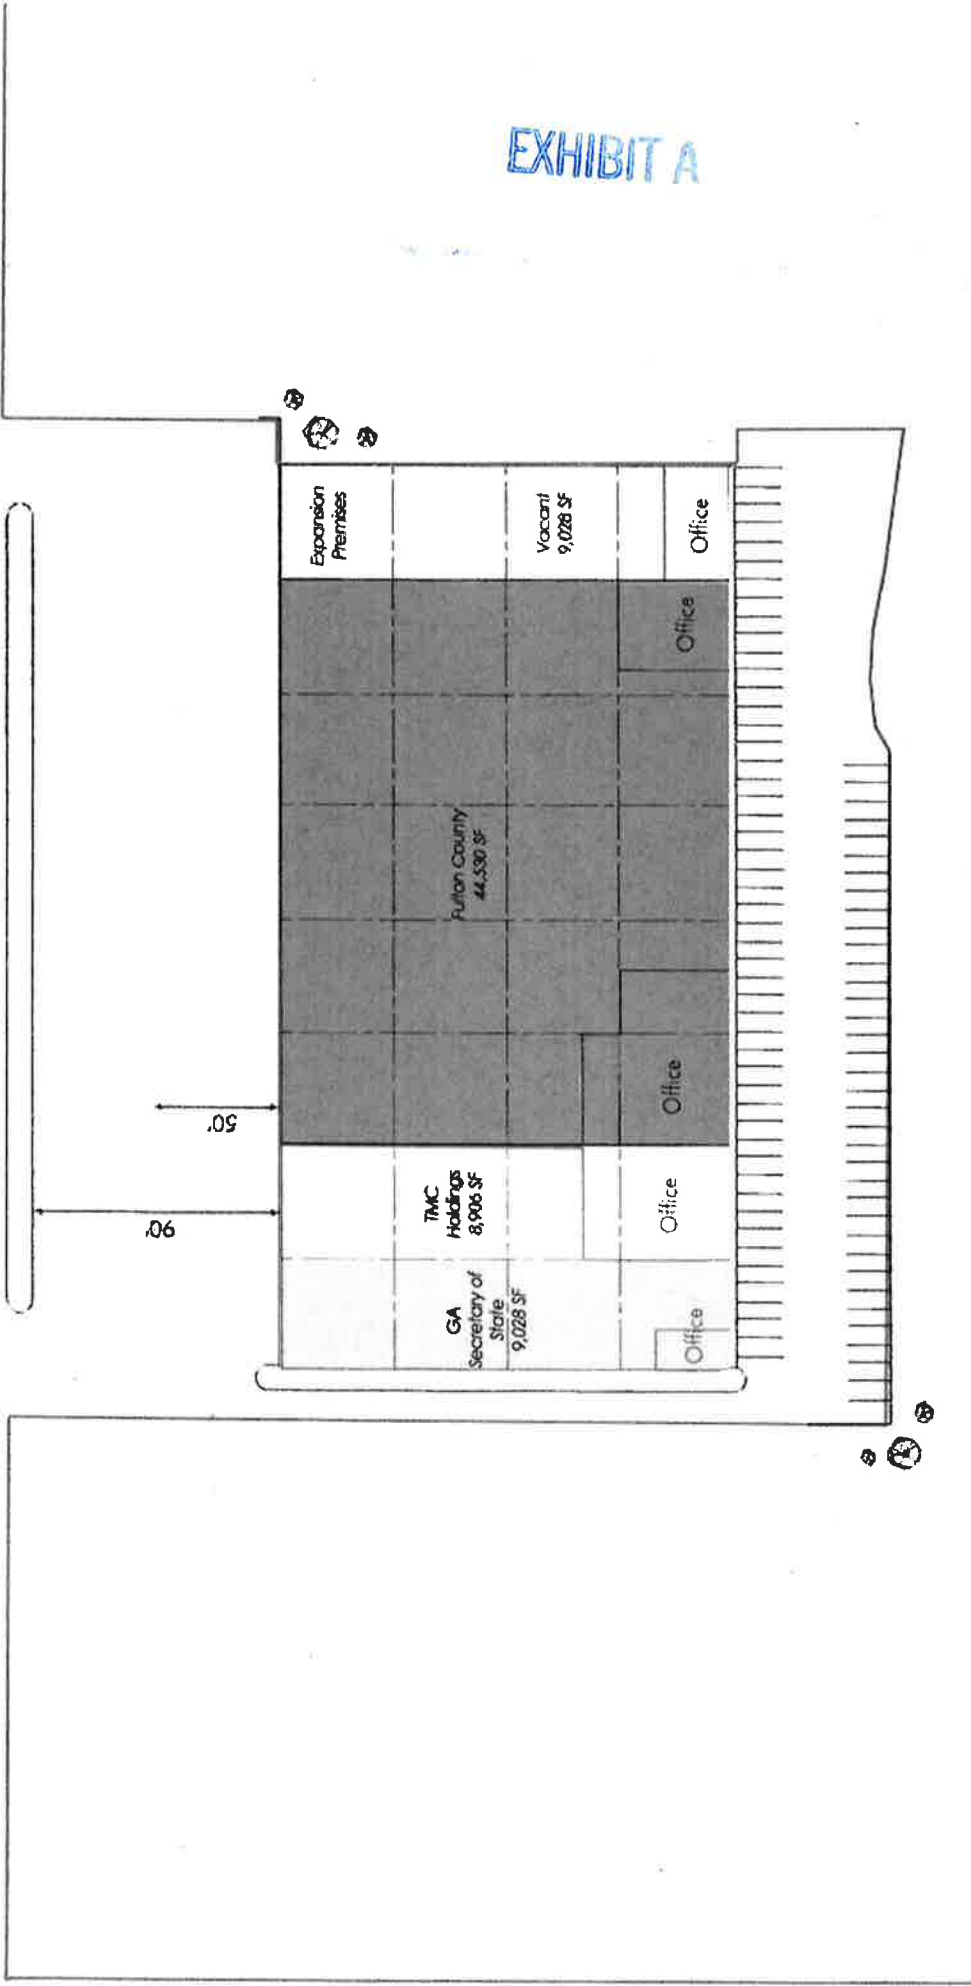 EXHIBIT A
Expansion
Premises
Vacant
9,028 SF
Office
Office
Fulton County
44,530 SF
Office
50'
90'
TMC
Holdings
8,906 SF
Office
GA
Secretary of
State
9,028 SF
Office